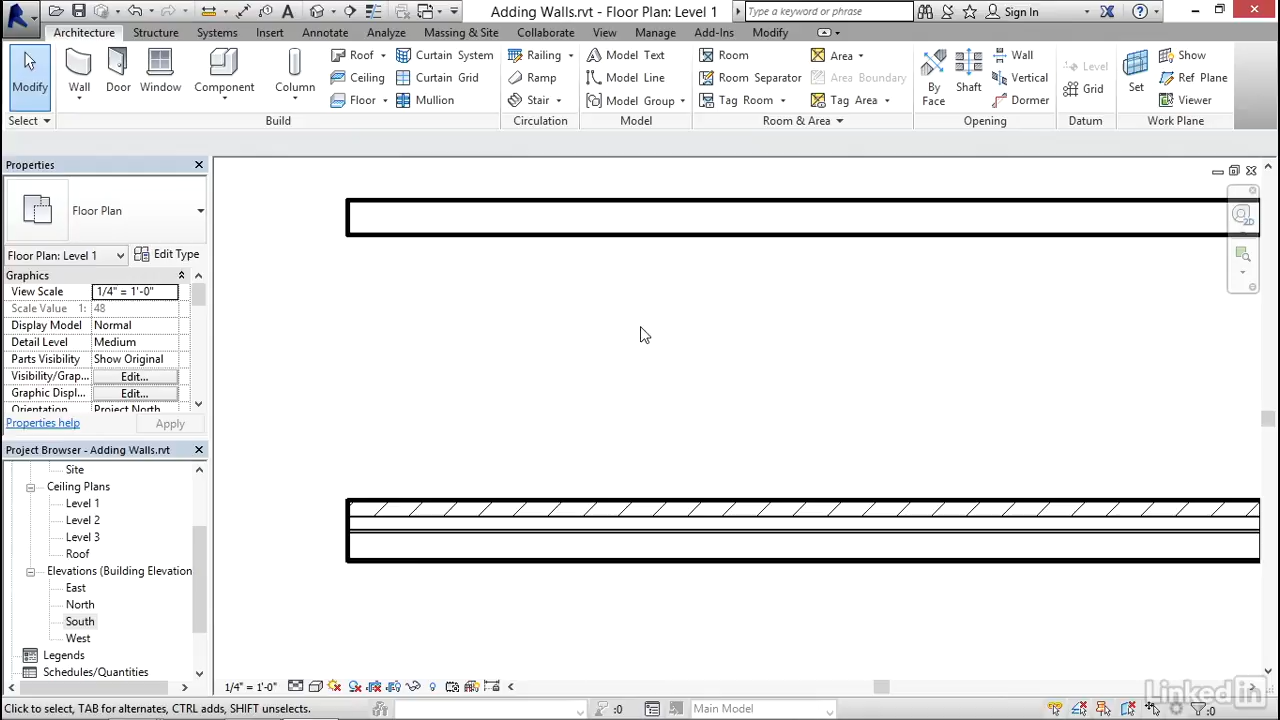 Adding Walls.rvt - Floor Plan: Level 1
Type a keyword or phrase
Sign In
Architecture Structure Systems Insert Annotate Analyze Massing & Site Collaborate View Manage Add-Ins Modify
Modify
Wall
Door
Window
Component
Column
Roof
Ceiling
Floor
Curtain System
Curtain Grid
Mullion
Railing
Ramp
Stair
Model Text
Model Line
Model Group
Room
Room Separator
Tag Room
Area
Area Boundary
Tag Area
By Face
Shaft
Wall
Vertical
Dormer
Level
Grid
Set
Show
Ref Plane
Viewer
Select Build Circulation Model Room & Area Opening Datum Work Plane
Properties
Floor Plan
Floor Plan: Level 1 Edit Type
Graphics
View Scale 1/4" = 1'-0"
Scale Value 1: 48
Display Model Normal
Detail Level Medium
Parts Visibility Show Original
Visibility/Grap... Edit...
Graphic Displ... Edit...
Orientation Project North
Properties help Apply
Project Browser - Adding Walls.rvt
Site
Ceiling Plans
Level 1
Level 2
Level 3
Roof
Elevations (Building Elevation
East
North
South
West
Legends
Schedules/Quantities
2D
1/4" = 1'-0"
Click to select, TAB for alternates, CTRL adds, SHIFT unselects.
:0
Main Model
:0
LinkedIn